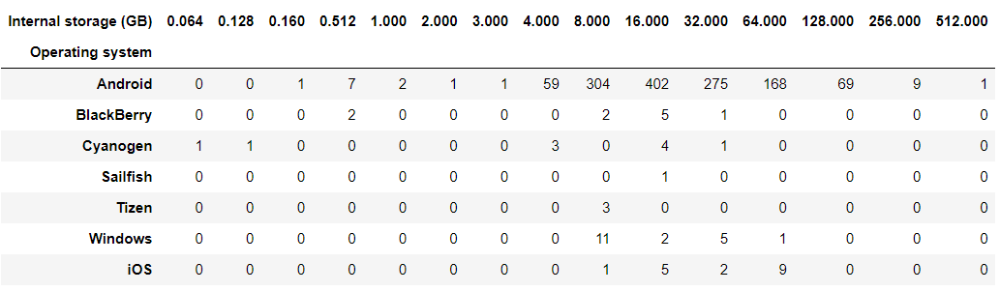 Internal storage (GB) 0.064 0.128 0.160 0.512 1.000 2.000 3.000 4.000 8.000 16.000 32.000 64.000 128.000 256.000 512.000
Operating system
Android 0 0 1 7 2 1 1 59 304 402 275 168 69 9 1
BlackBerry 0 0 0 2 0 0 0 0 2 5 1 0 0 0 0
Cyanogen 1 1 0 0 0 0 0 3 0 4 1 0 0 0 0
Sailfish 0 0 0 0 0 0 0 0 0 1 0 0 0 0 0
Tizen 0 0 0 0 0 0 0 0 3 0 0 0 0 0 0
Windows 0 0 0 0 0 0 0 0 11 2 5 1 0 0 0
iOS 0 0 0 0 0 0 0 0 1 5 2 9 0 0 0